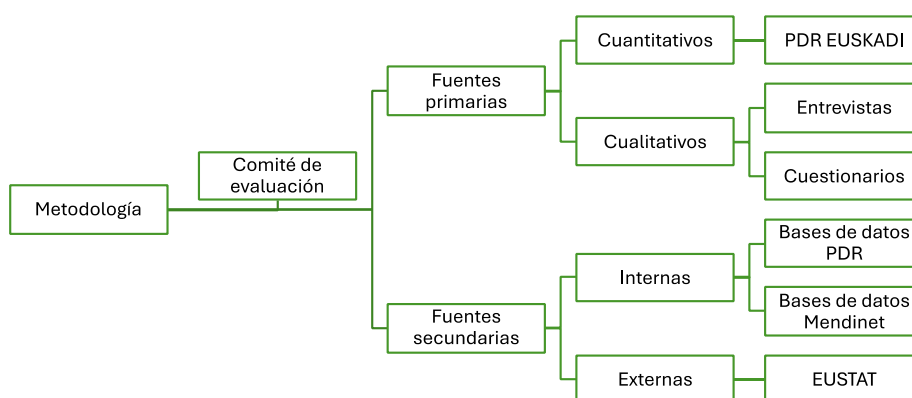 Metodología
Comité de
evaluación
Fuentes
primarias
Cuantitativos
PDR EUSKADI
Cualitativos
Entrevistas
Cuestionarios
Fuentes
secundarias
Internas
Bases de datos
PDR
Bases de datos
Mendinet
Externas
EUSTAT